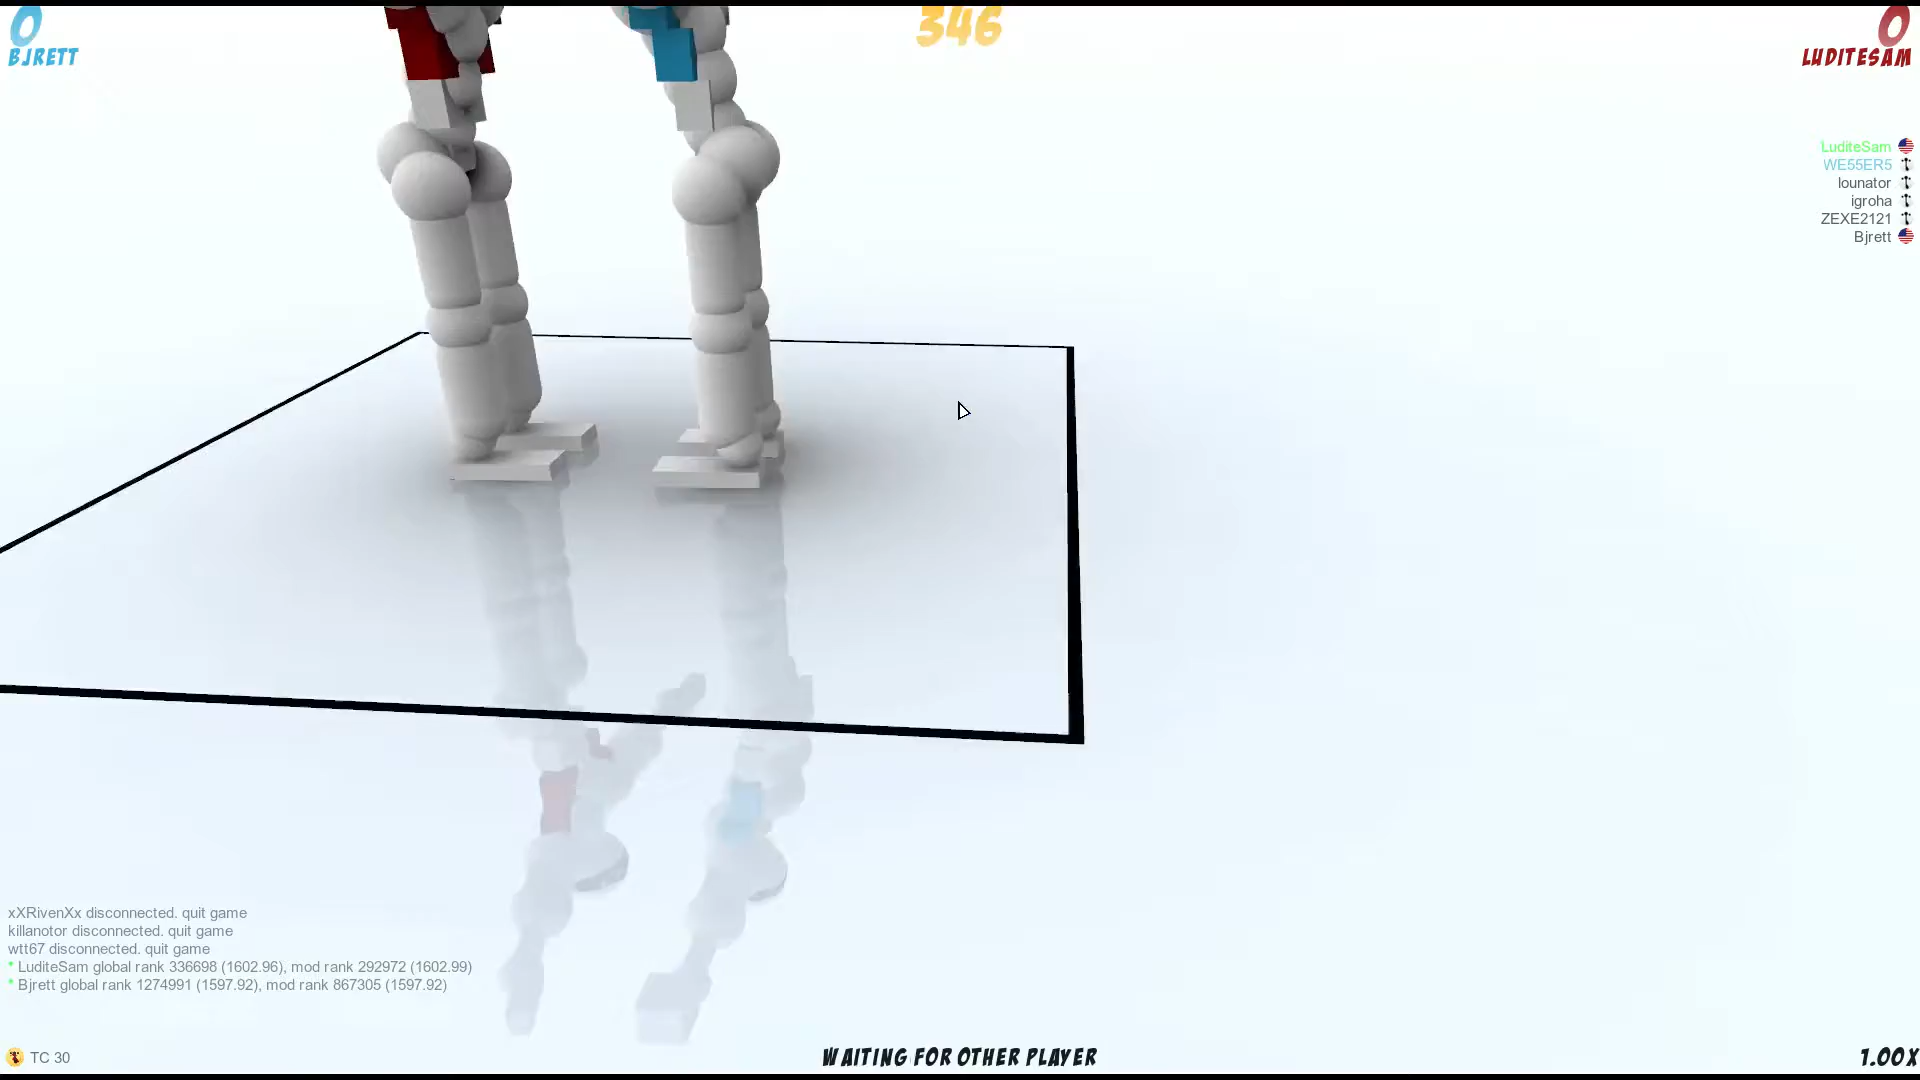 0
BJRETT
346
0
LUDITESAM
LuditeSam
WE55ER5
lounator
igroha
ZEXE2121
Bjrett
xXRivenXx disconnected. quit game
killanotor disconnected. quit game
wtt67 disconnected. quit game
* LuditeSam global rank 336698 (1602.96), mod rank 292972 (1602.99)
* Bjrett global rank 1274991 (1597.92), mod rank 867305 (1597.92)
TC 30
WAITING FOR OTHER PLAYER
1.00X